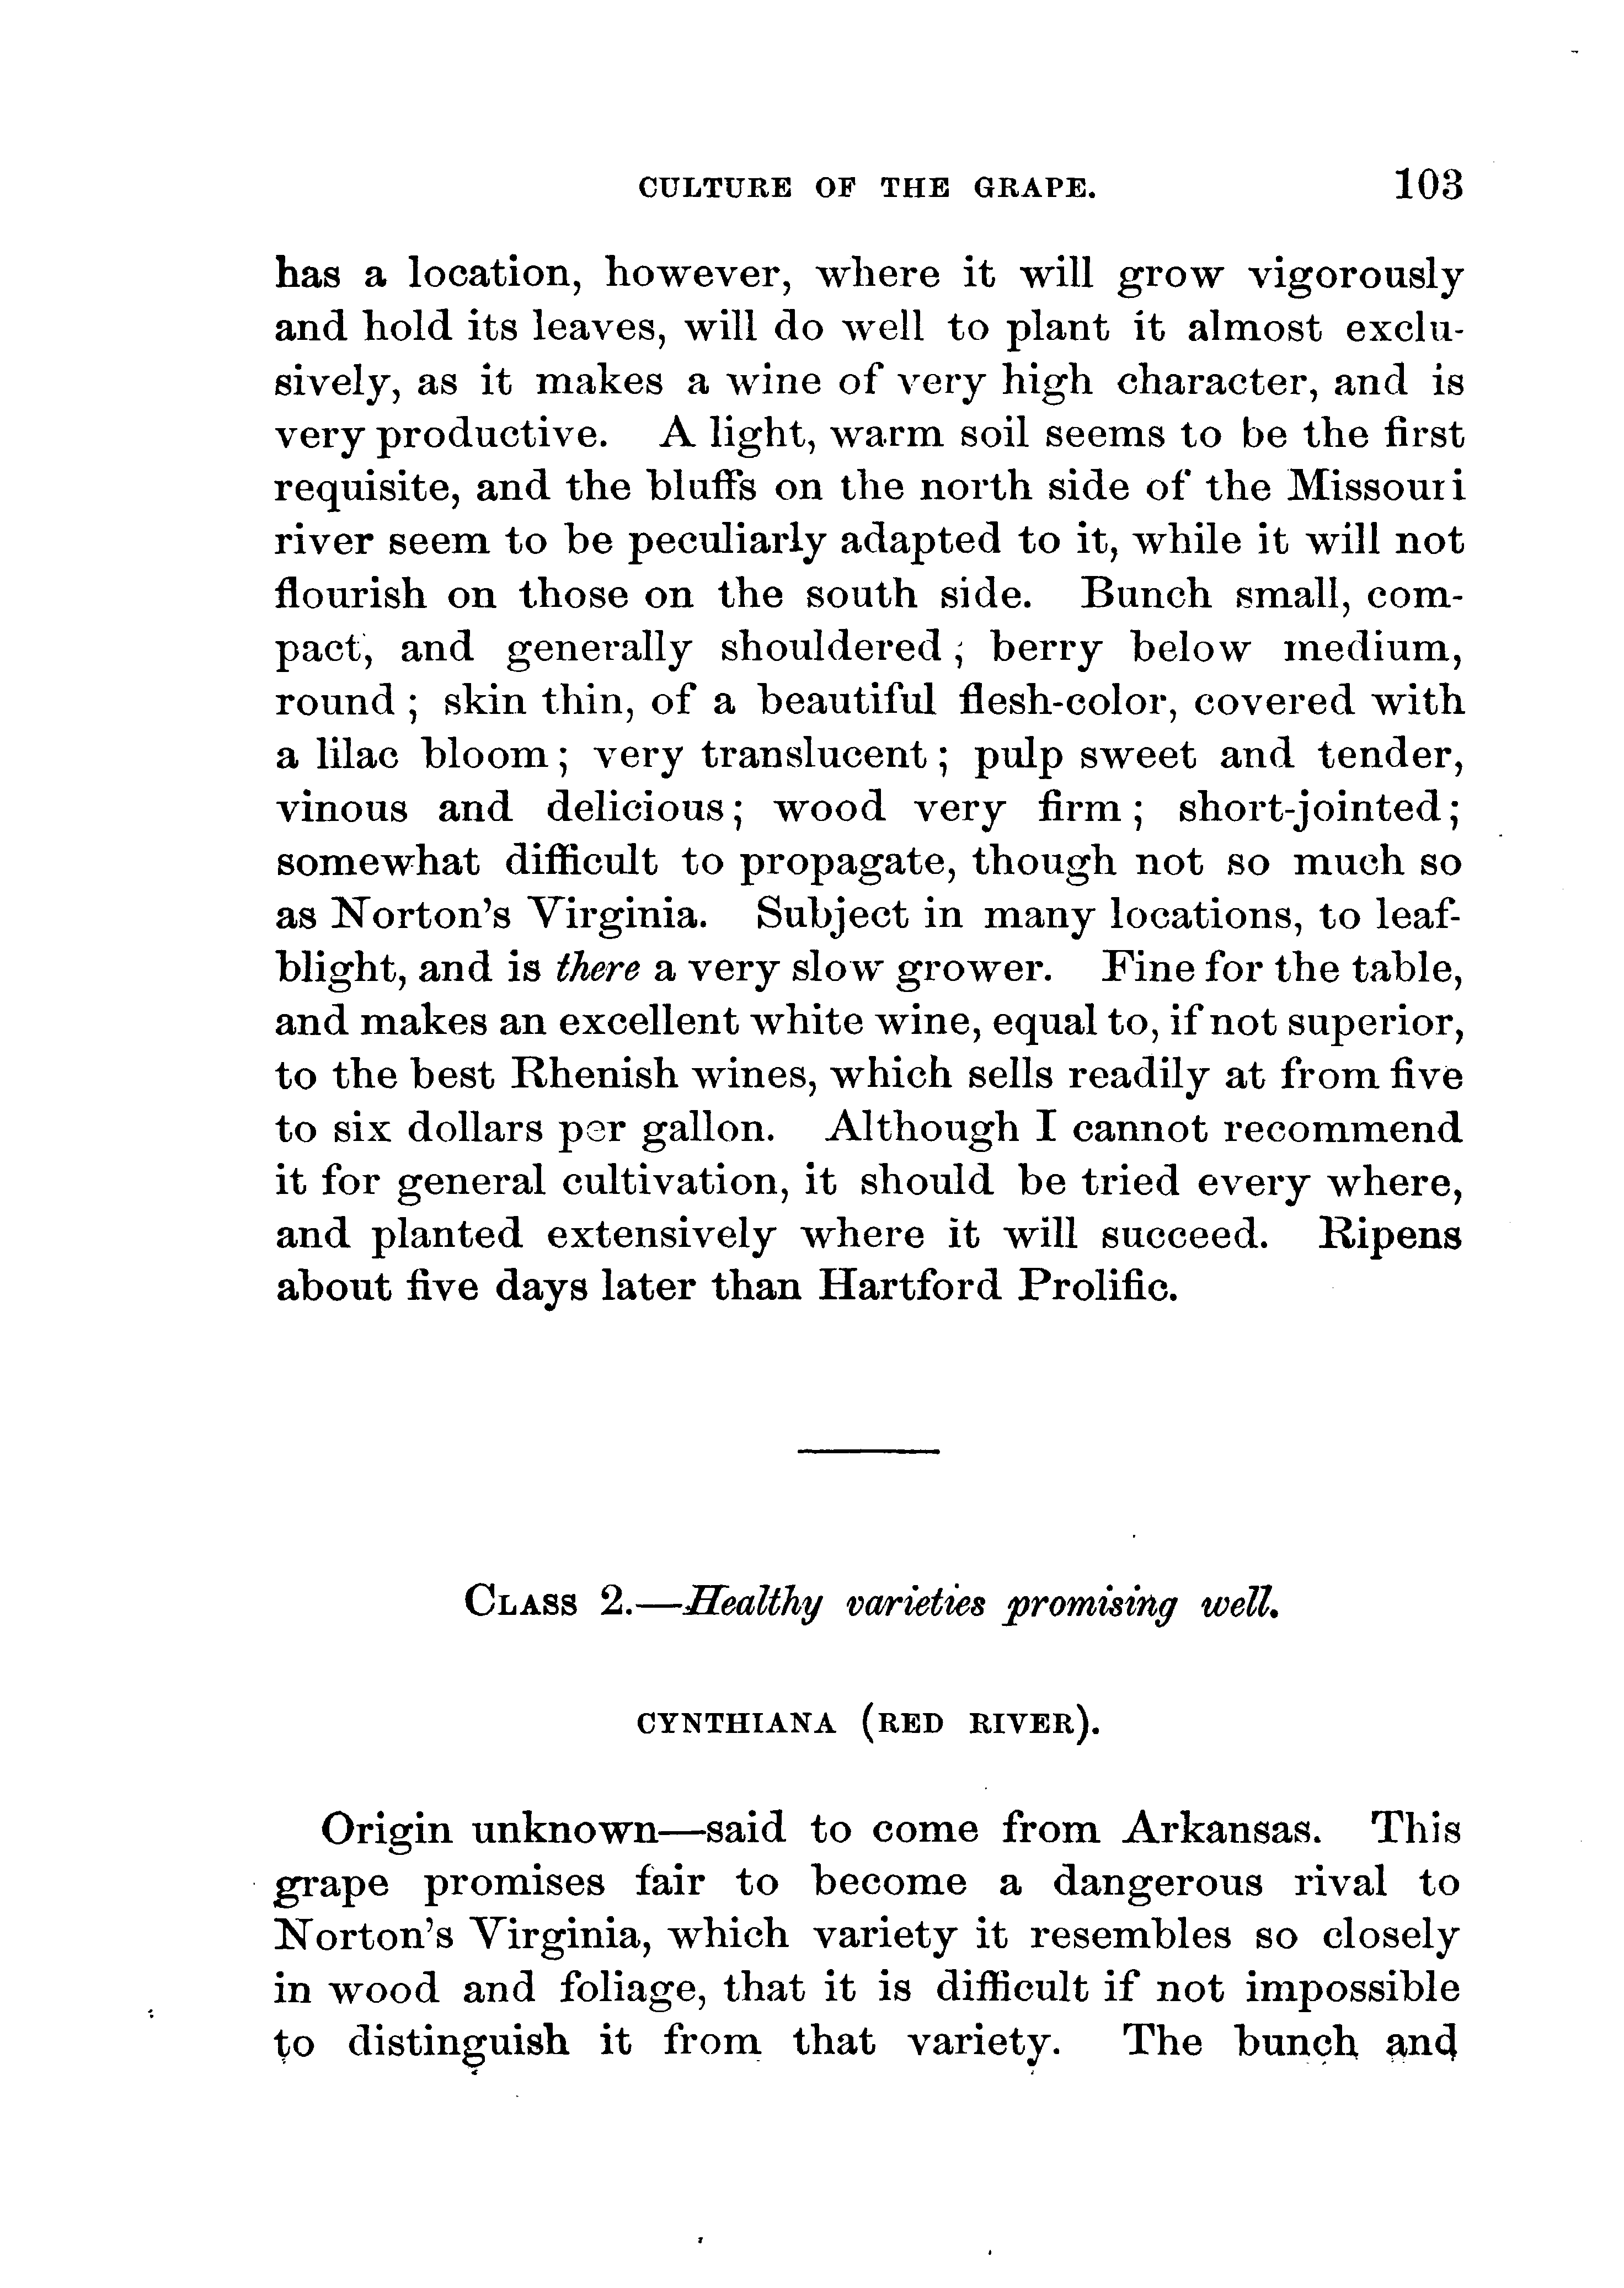 CULTURE OF THE GRAPE. 103
has a location, however, where it will grow vigorously
and hold its leaves, will do well to plant it almost exclu-
sively, as it makes a wine of very high character, and is
very productive. A light, warm soil seems to be the first
requisite, and the bluffs on the north side of the Missouri
river seem to be peculiarly adapted to it, while it will not
flourish on those on the south side. Bunch small, com-
pact, and generally shouldered; berry below medium,
round; skin thin, of a beautiful flesh-color, covered with
a lilac bloom; very translucent; pulp sweet and tender,
vinous and delicious; wood very firm; short-jointed;
somewhat difficult to propagate, though not so much so
as Norton's Virginia. Subject in many locations, to leaf-
blight, and is there a very slow grower. Fine for the table,
and makes an excellent white wine, equal to, if not superior,
to the best Rhenish wines, which sells readily at from five
to six dollars per gallon. Although I cannot recommend
it for general cultivation, it should be tried every where,
and planted extensively where it will succeed. Ripens
about five days later than Hartford Prolific.
CLASS 2.—Healthy varieties promising well.
CYNTHIANA (RED RIVER).
Origin unknown—said to come from Arkansas. This
grape promises fair to become a dangerous rival to
Norton's Virginia, which variety it resembles so closely
in wood and foliage, that it is difficult if not impossible
to distinguish it from that variety. The bunch and